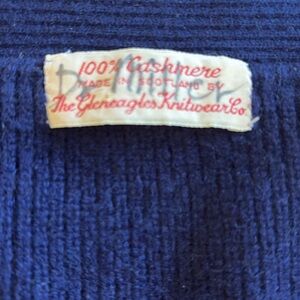 100% Cashmere
MADE IN SCOTLAND BY
The Gleneagles Knitwear Co.